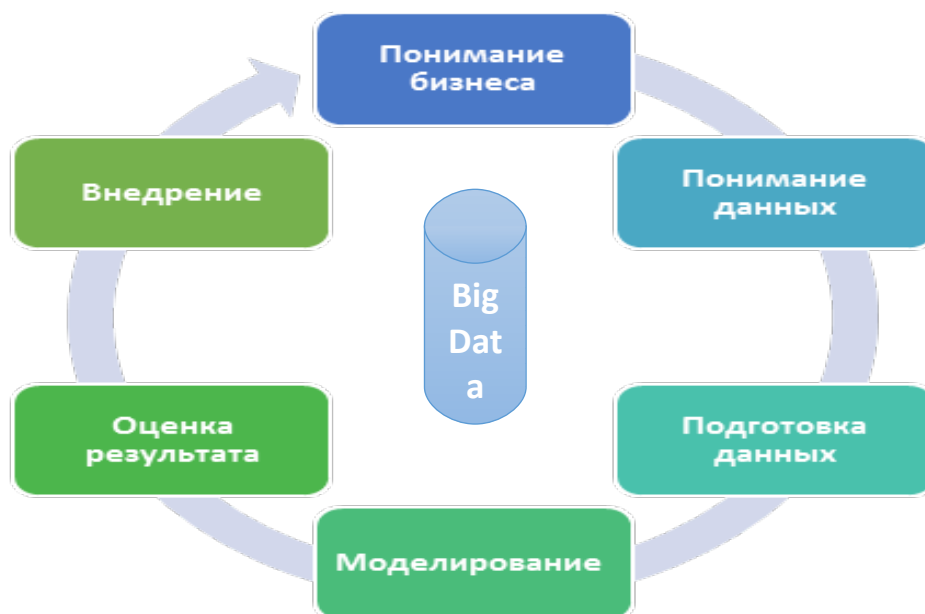 Понимание
бизнеса
Понимание
данных
Подготовка
данных
Моделирование
Оценка
результата
Внедрение
Big
Dat
a